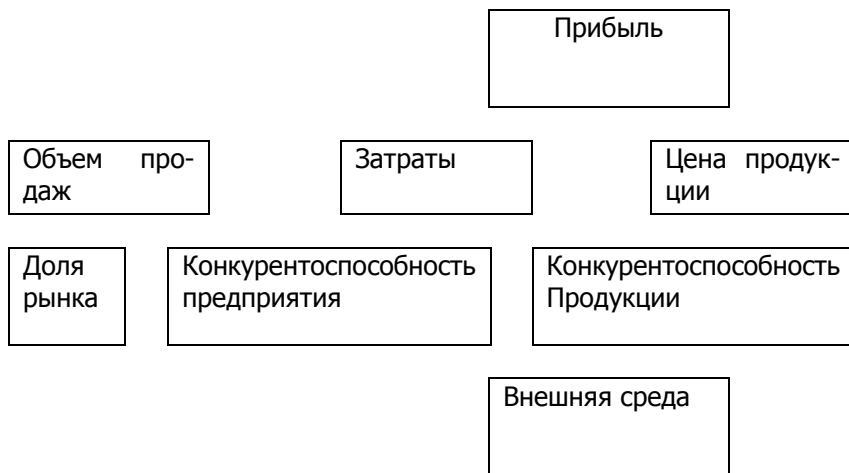 Прибыль
Объем про-
даж
Затраты
Цена продук-
ции
Доля
рынка
Конкурентоспособность
предприятия
Конкурентоспособность
Продукции
Внешняя среда